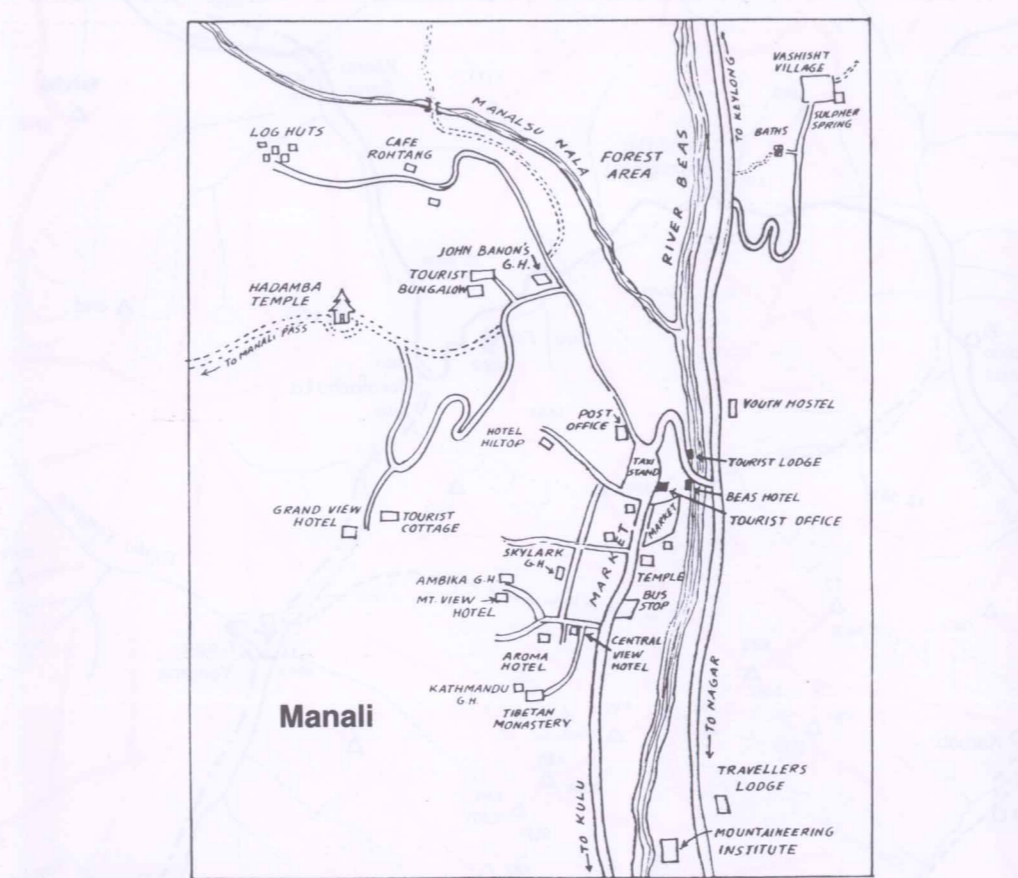 VASHISHT
VILLAGE
SULPHER
SPRING
BATHS
TO KEYLONG
MANALSU NALA
FOREST
AREA
RIVER BEAS
LOG HUTS
CAFE
ROHTANG
JOHN BANON'S
G.H.
TOURIST
BUNGALOW
HADAMBA
TEMPLE
TO MANALI PASS
YOUTH HOSTEL
POST
OFFICE
HOTEL
HILTOP
TAXI
STAND
TOURIST LODGE
BEAS HOTEL
TOURIST OFFICE
GRAND VIEW
HOTEL
TOURIST
COTTAGE
MARKET
MARKET
SKYLARK
G.H.
TEMPLE
AMBIKA G.H
MT. VIEW
HOTEL
BUS
STOP
AROMA
HOTEL
CENTRAL
VIEW
HOTEL
KATHMANDU
G.H.
TIBETAN
MONASTERY
Manali
TO NAGAR
TRAVELLERS
LODGE
TO KULU
MOUNTAINEERING
INSTITUTE